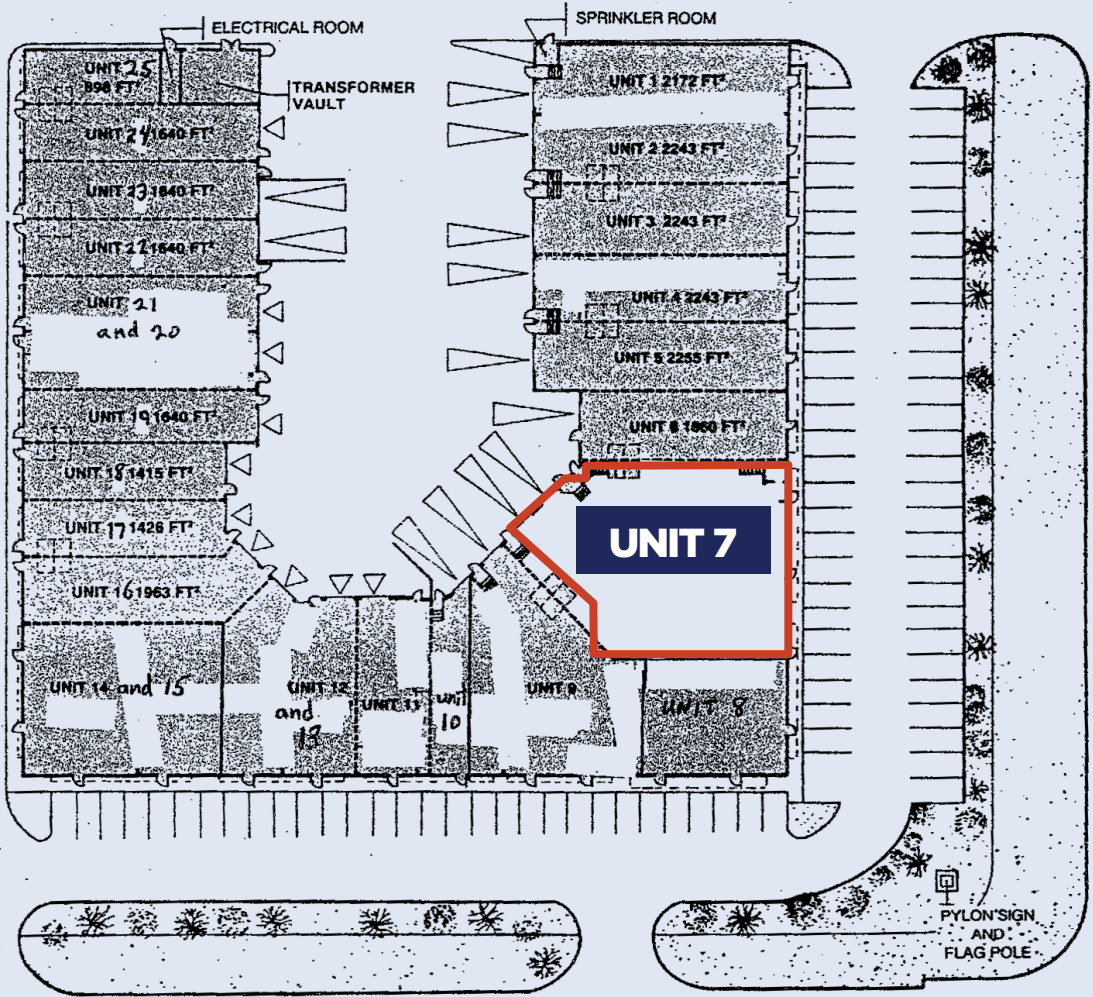 ELECTRICAL ROOM
SPRINKLER ROOM
UNIT 25
898 FT²
TRANSFORMER
VAULT
UNIT 24 1640 FT²
UNIT 23 1640 FT²
UNIT 22 1640 FT²
UNIT 21
and 20
UNIT 19 1640 FT²
UNIT 18 1415 FT²
UNIT 17 1426 FT²
UNIT 16 1963 FT²
UNIT 14 and 15
UNIT 12
and
13
UNIT 11
unit
10
UNIT 9
UNIT 8
UNIT 1 2172 FT²
UNIT 2 2243 FT²
UNIT 3 2243 FT²
UNIT 4 2243 FT²
UNIT 5 2255 FT²
UNIT 6 1860 FT²
UNIT 7
PYLON SIGN
AND
FLAG POLE